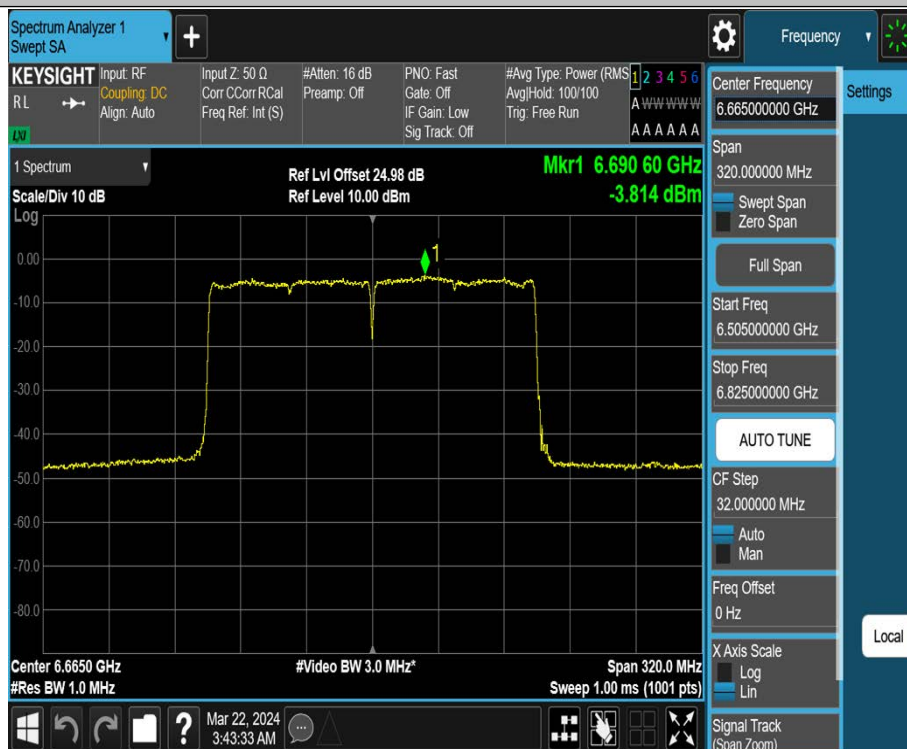 Spectrum Analyzer 1
Swept SA
Frequency
KEYSIGHT
RL
LXI
Input: RF
Coupling: DC
Align: Auto
Input Z: 50 Ω
Corr CCorr RCal
Freq Ref: Int (S)
#Atten: 16 dB
Preamp: Off
PNO: Fast
Gate: Off
IF Gain: Low
Sig Track: Off
#Avg Type: Power (RMS
Avg|Hold: 100/100
Trig: Free Run
1 2 3 4 5 6
A W W W W W
A A A A A A
1 Spectrum
Scale/Div 10 dB
Log
Ref Lvl Offset 24.98 dB
Ref Level 10.00 dBm
Mkr1 6.690 60 GHz
-3.814 dBm
1
0.00
-10.0
-20.0
-30.0
-40.0
-50.0
-60.0
-70.0
-80.0
Center 6.6650 GHz
#Res BW 1.0 MHz
#Video BW 3.0 MHz*
Span 320.0 MHz
Sweep 1.00 ms (1001 pts)
?
Mar 22, 2024
3:43:33 AM
Center Frequency
6.665000000 GHz
Span
320.000000 MHz
Swept Span
Zero Span
Full Span
Start Freq
6.505000000 GHz
Stop Freq
6.825000000 GHz
AUTO TUNE
CF Step
32.000000 MHz
Auto
Man
Freq Offset
0 Hz
X Axis Scale
Log
Lin
Signal Track
(Span Zoom)
Settings
Local